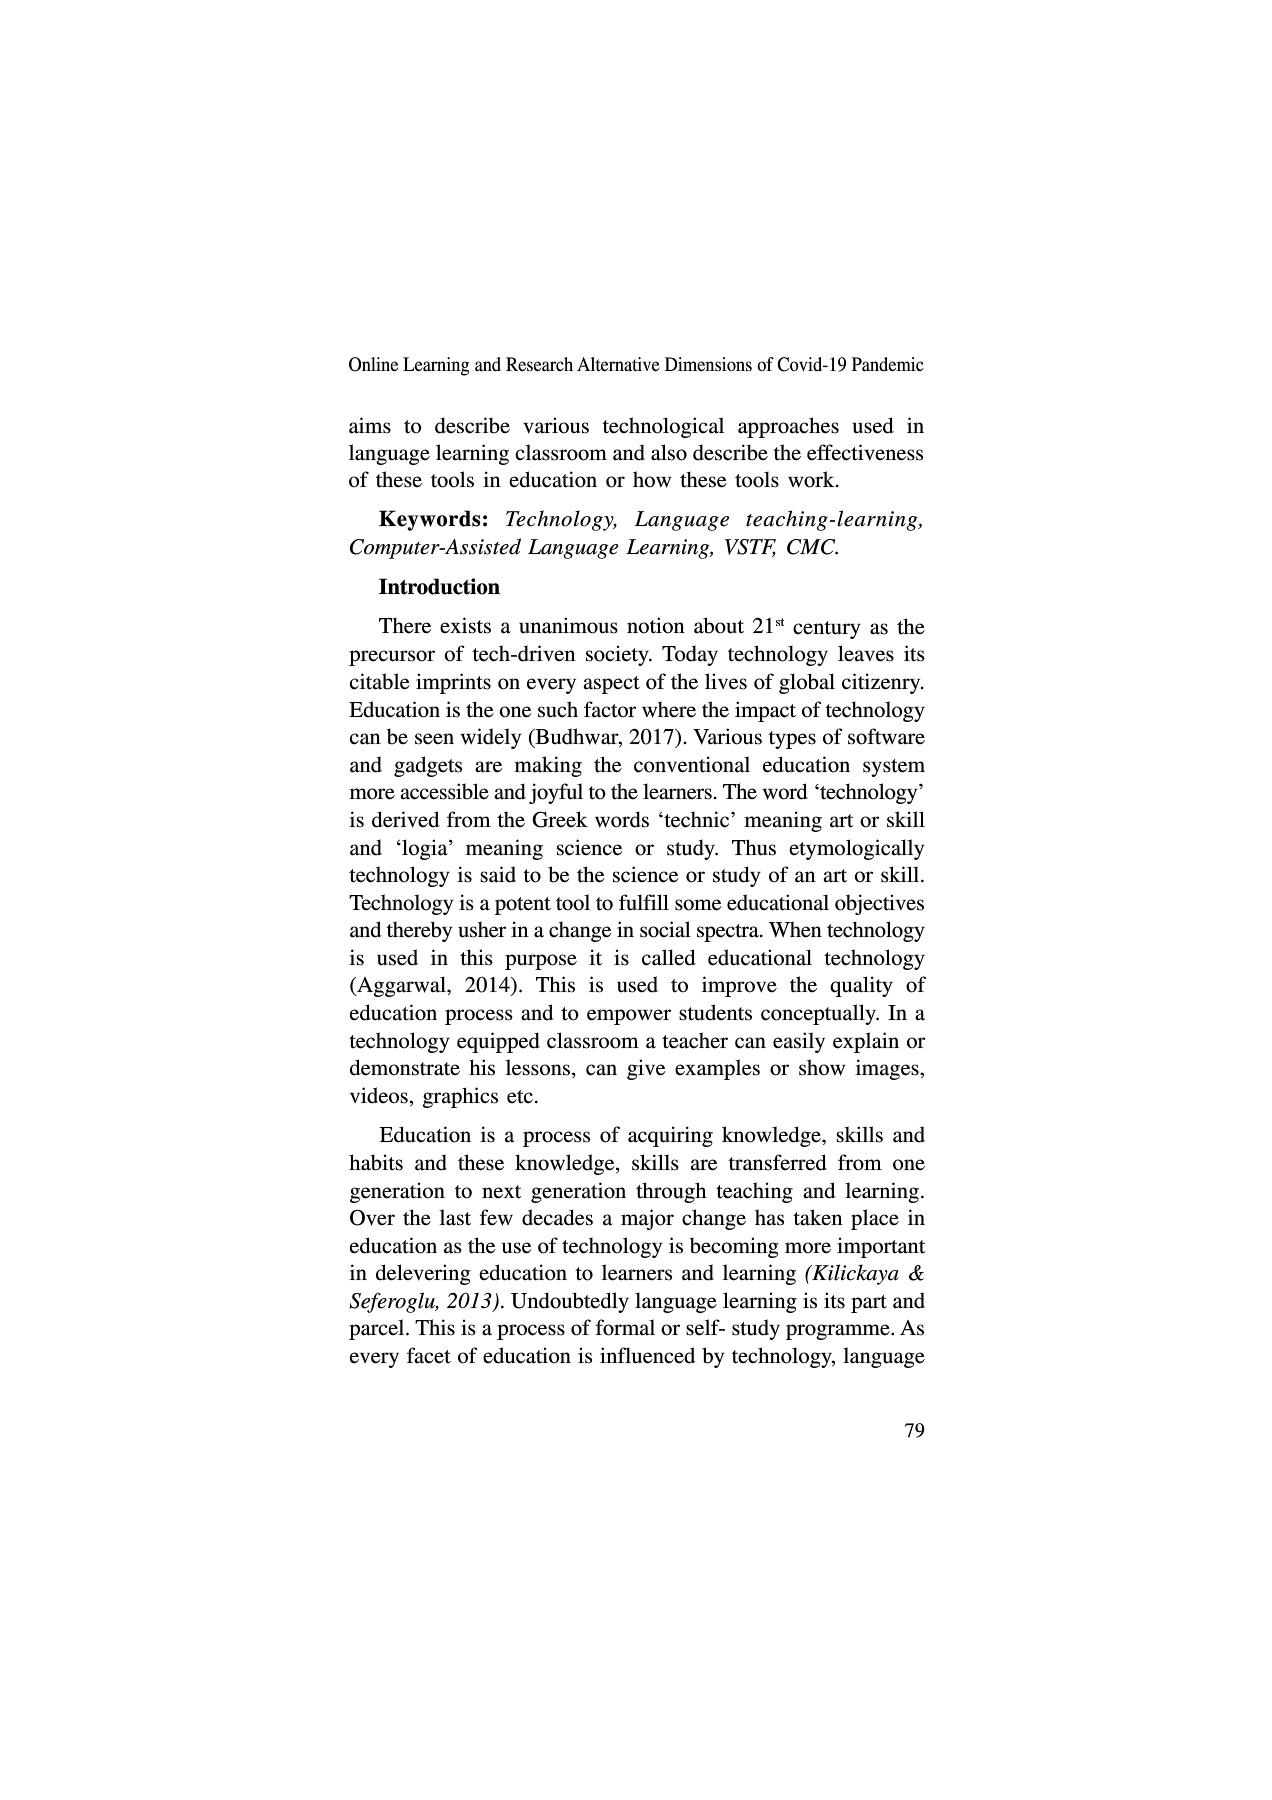 Online Learning and Research Alternative Dimensions of Covid-19 Pandemic
aims to describe various technological approaches used in
language learning classroom and also describe the effectiveness
of these tools in education or how these tools work.
Keywords: Technology, Language teaching-learning,
Computer-Assisted Language Learning, VSTF, CMC.
Introduction
There exists a unanimous notion about 21st century as the
precursor of tech-driven society. Today technology leaves its
citable imprints on every aspect of the lives of global citizenry.
Education is the one such factor where the impact of technology
can be seen widely (Budhwar, 2017). Various types of software
and gadgets are making the conventional education system
more accessible and joyful to the learners. The word ‘technology’
is derived from the Greek words ‘technic’ meaning art or skill
and ‘logia’ meaning science or study. Thus etymologically
technology is said to be the science or study of an art or skill.
Technology is a potent tool to fulfill some educational objectives
and thereby usher in a change in social spectra. When technology
is used in this purpose it is called educational technology
(Aggarwal, 2014). This is used to improve the quality of
education process and to empower students conceptually. In a
technology equipped classroom a teacher can easily explain or
demonstrate his lessons, can give examples or show images,
videos, graphics etc.
Education is a process of acquiring knowledge, skills and
habits and these knowledge, skills are transferred from one
generation to next generation through teaching and learning.
Over the last few decades a major change has taken place in
education as the use of technology is becoming more important
in delevering education to learners and learning (Kilickaya &
Seferoglu, 2013). Undoubtedly language learning is its part and
parcel. This is a process of formal or self- study programme. As
every facet of education is influenced by technology, language
79